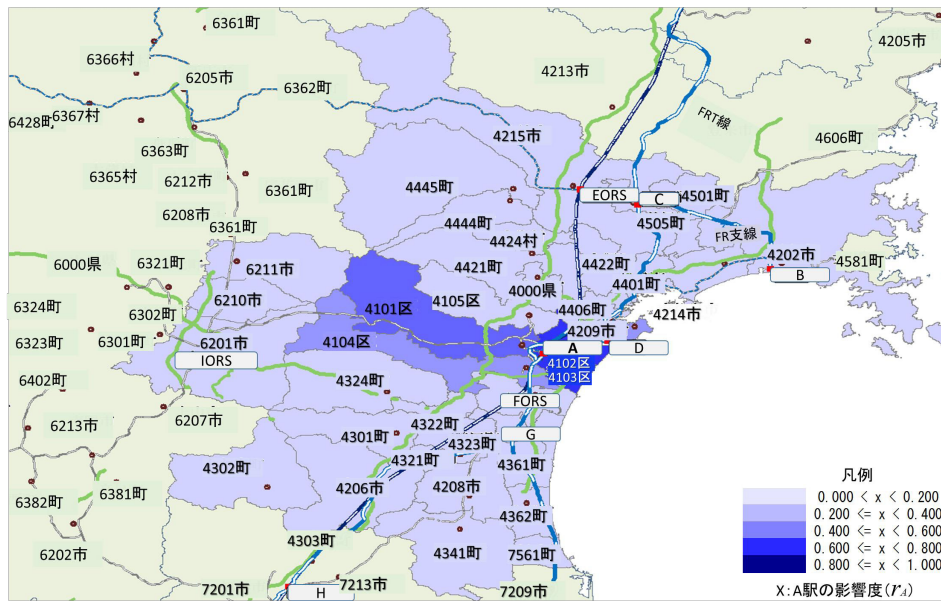 6361町
4205市
6366村
6205市
4213市
6362町
6367村
6428町
FRT線
6363町
4215市
4606町
6365村
6212市
6361町
EORS
C
4501町
4445町
6208市
4505町
6361町
4444町
FR支線
4424村
4202市
6000県
6321町
6211市
4421町
4422町
4581町
B
6324町
6210市
4101区
4105区
4000県
4401町
6302町
4406町
4214市
6323町
6301町
6201市
4104区
4209市
A
D
IORS
4102区
4103区
6402町
4324町
FORS
6207市
6213市
4322町
4301町
4323町
G
4302町
4321町
4361町
6382町
6381町
4206市
4208市
4362町
6202市
4303町
4341町
7561町
7201市
7213市
7209市
H
凡例
0.000 < x < 0.200
0.200 <= x < 0.400
0.400 <= x < 0.600
0.600 <= x < 0.800
0.800 <= x < 1.000
X:A駅の影響度(rA)